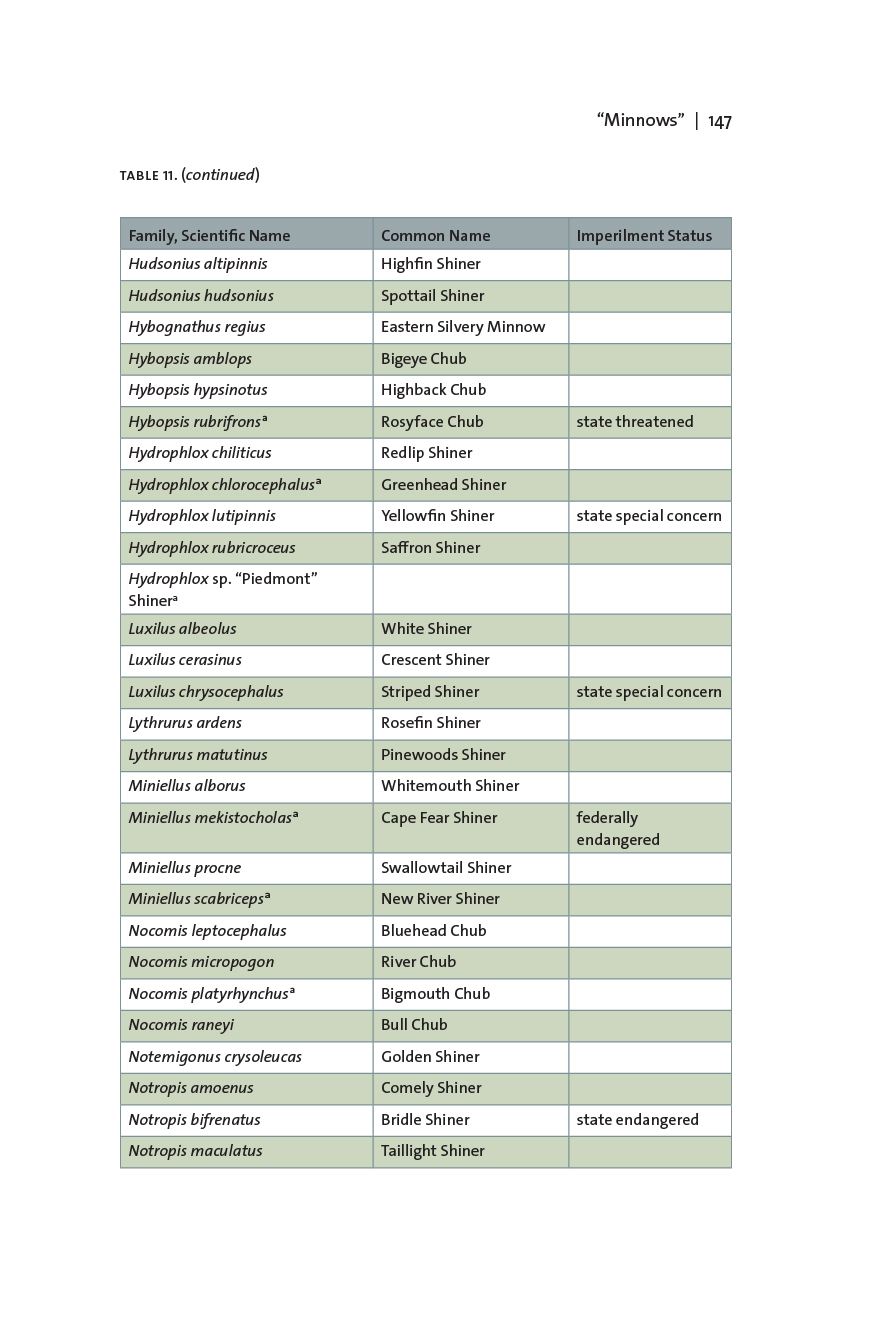 “Minnows” | 147
TABLE 11. (continued)
Family, Scientific Name Common Name Imperilment Status
Hudsonius altipinnis Highfin Shiner
Hudsonius hudsonius Spottail Shiner
Hybognathus regius Eastern Silvery Minnow
Hybopsis amblops Bigeye Chub
Hybopsis hypsinotus Highback Chub
Hybopsis rubrifronsᵃ Rosyface Chub state threatened
Hydrophlox chiliticus Redlip Shiner
Hydrophlox chlorocephalusᵃ Greenhead Shiner
Hydrophlox lutipinnis Yellowfin Shiner state special concern
Hydrophlox rubricroceus Saffron Shiner
Hydrophlox sp. “Piedmont”
Shinerᵃ
Luxilus albeolus White Shiner
Luxilus cerasinus Crescent Shiner
Luxilus chrysocephalus Striped Shiner state special concern
Lythrurus ardens Rosefin Shiner
Lythrurus matutinus Pinewoods Shiner
Miniellus alborus Whitemouth Shiner
Miniellus mekistocholasᵃ Cape Fear Shiner federally
endangered
Miniellus procne Swallowtail Shiner
Miniellus scabricepsᵃ New River Shiner
Nocomis leptocephalus Bluehead Chub
Nocomis micropogon River Chub
Nocomis platyrhynchusᵃ Bigmouth Chub
Nocomis raneyi Bull Chub
Notemigonus crysoleucas Golden Shiner
Notropis amoenus Comely Shiner
Notropis bifrenatus Bridle Shiner state endangered
Notropis maculatus Taillight Shiner